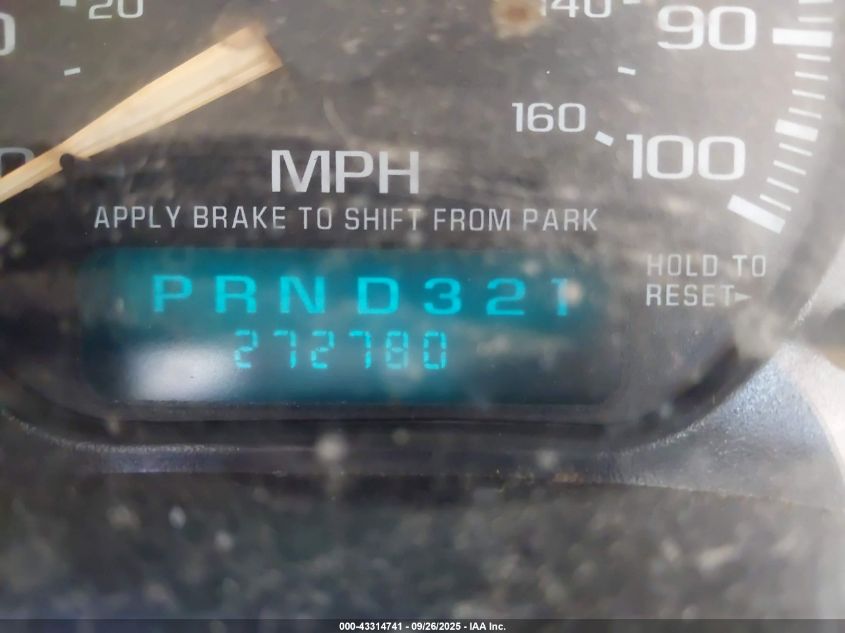 20
140
90
160
100
MPH
APPLY BRAKE TO SHIFT FROM PARK
HOLD TO
RESET►
PRND321
272780
000-43314741 - 09/26/2025 - IAA Inc.